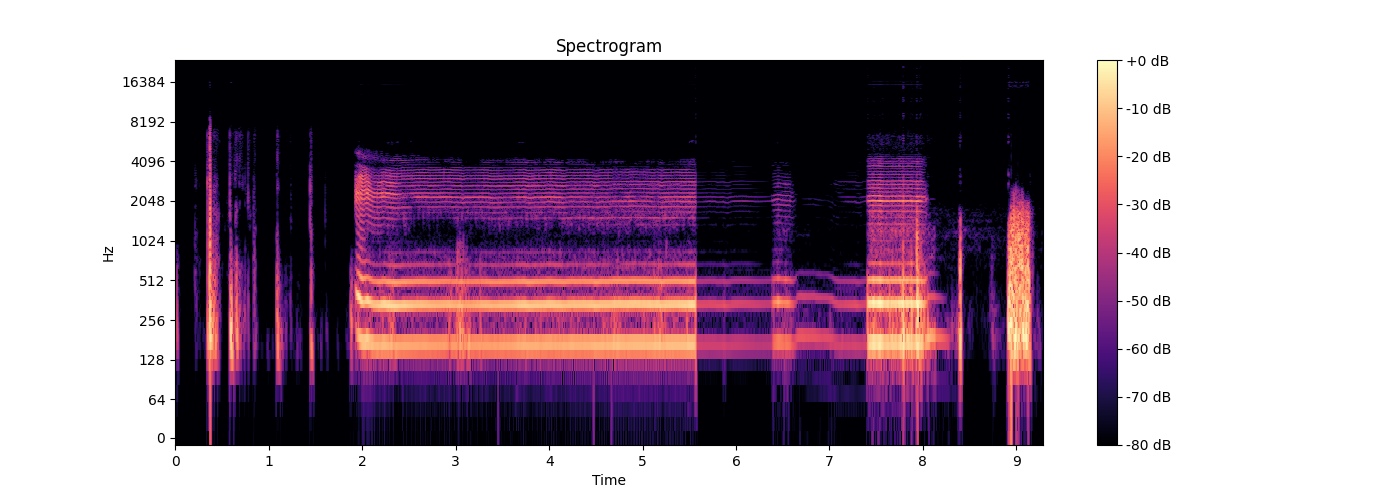 Spectrogram
Hz
16384
8192
4096
2048
1024
512
256
128
64
0
0 1 2 3 4 5 6 7 8 9
Time
+0 dB
-10 dB
-20 dB
-30 dB
-40 dB
-50 dB
-60 dB
-70 dB
-80 dB